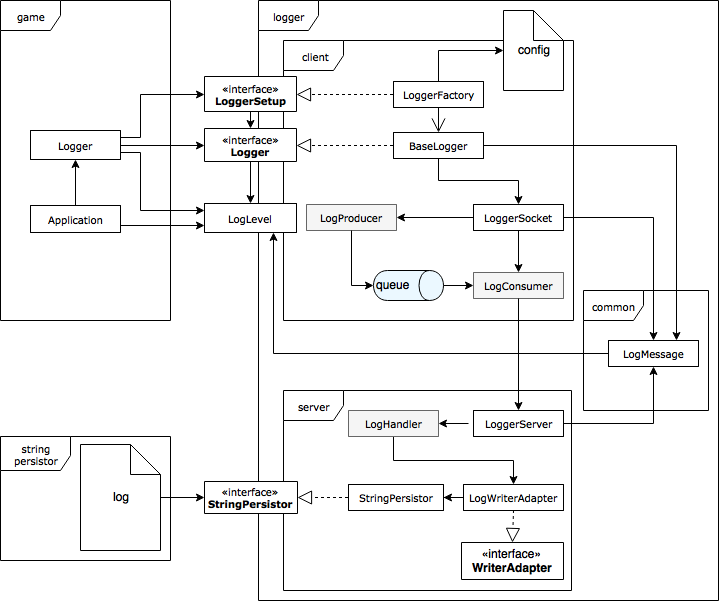 game
logger
client
config
«interface»
LoggerSetup
LoggerFactory
Logger
«interface»
Logger
BaseLogger
Application
LogLevel
LogProducer
LoggerSocket
queue
LogConsumer
common
LogMessage
server
LogHandler
LoggerServer
string
persistor
log
«interface»
StringPersistor
StringPersistor
LogWriterAdapter
«interface»
WriterAdapter